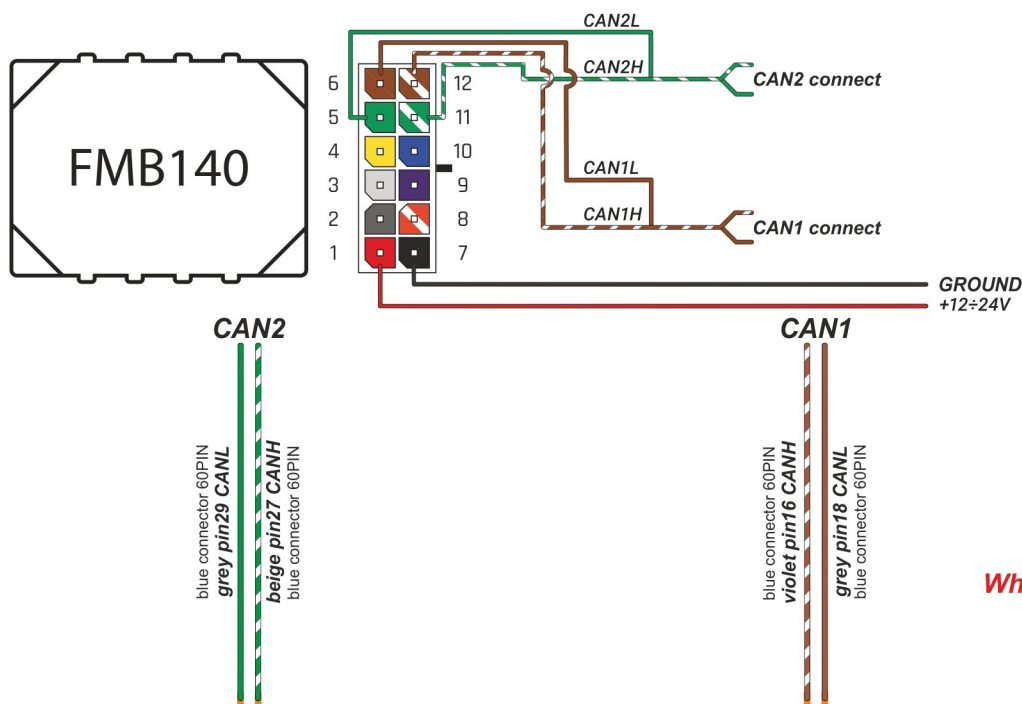 CAN2L
FMB140
6
12
CAN2H
CAN2 connect
5
11
4
10
3
9
CAN1L
2
8
CAN1H
CAN1 connect
1
7
GROUND
+12÷24V
CAN2
CAN1
blue connector 60PIN
grey pin29 CANL
beige pin27 CANH
blue connector 60PIN
blue connector 60PIN
violet pin16 CANH
grey pin18 CANL
blue connector 60PIN
Wh